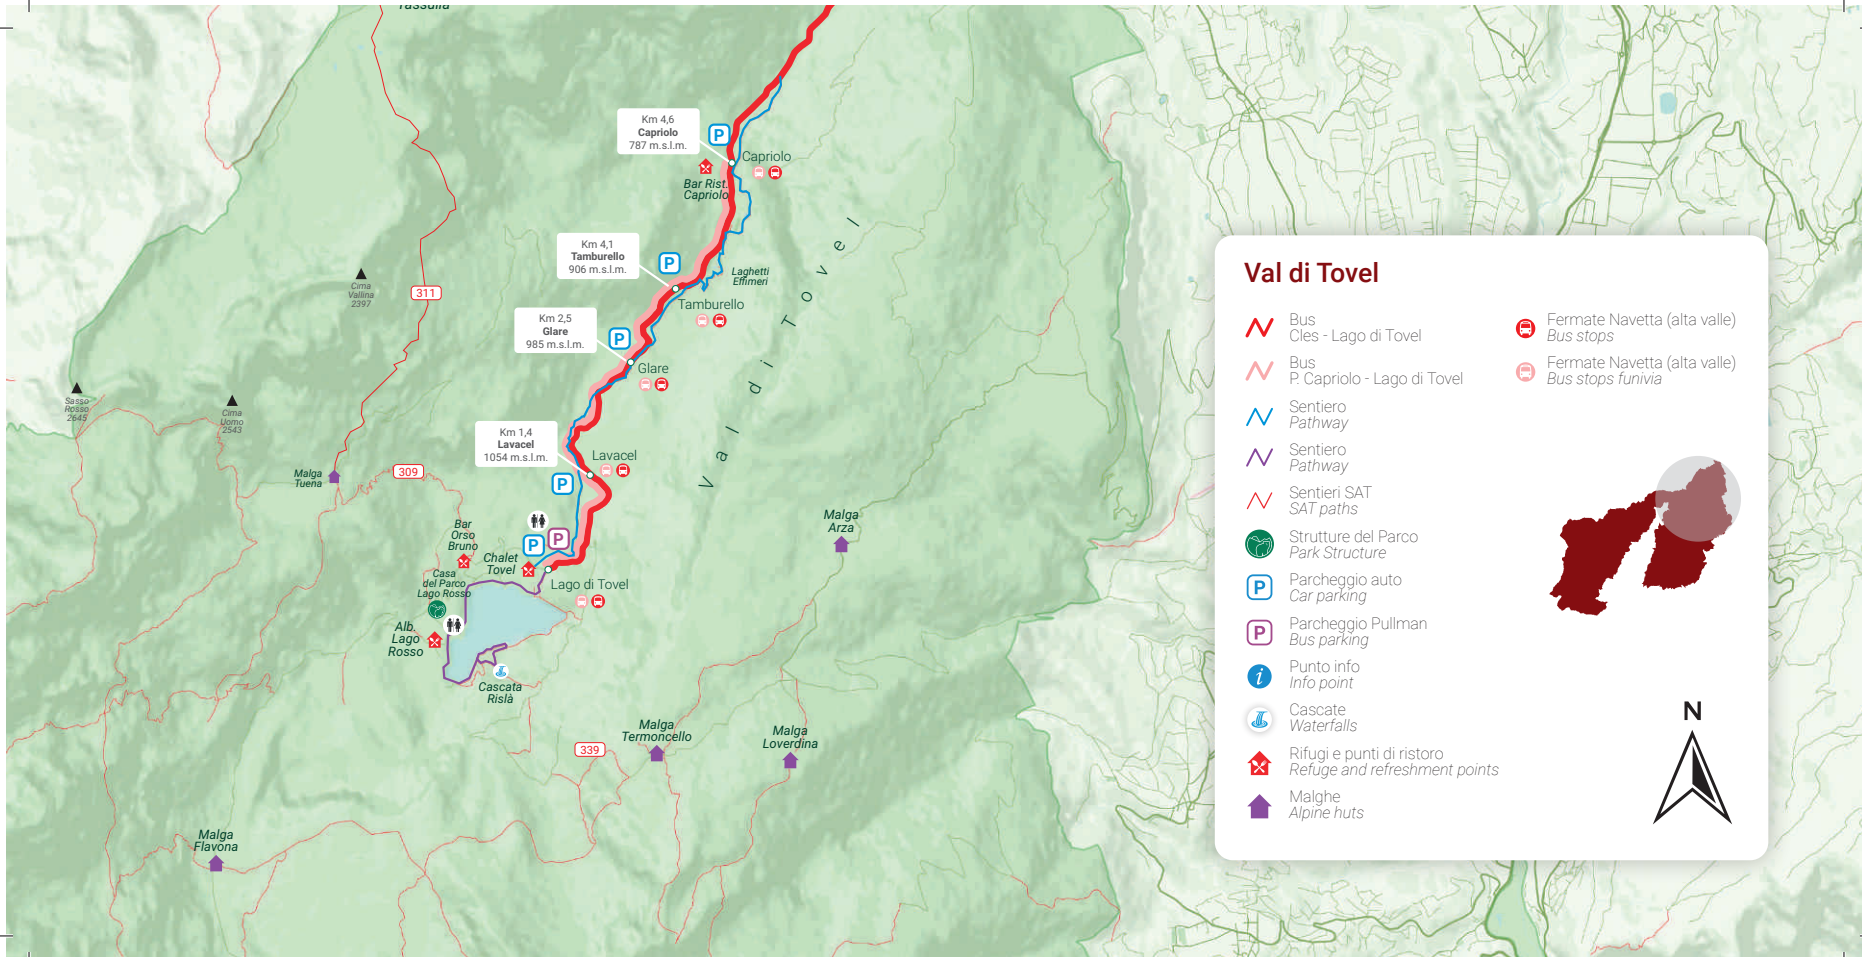 Tassulla
Km 4,6
Capriolo
787 m.s.l.m.
P
Capriolo
Bar Rist.
Capriolo
Km 4,1
Tamburello
906 m.s.l.m.
P
Laghetti
Effimeri
Tamburello
Val di Tovel
Cima
Vallina
2397
311
Km 2,5
Glare
985 m.s.l.m.
P
Glare
Sasso
Rosso
2645
Cima
Uomo
2543
Km 1,4
Lavacel
1054 m.s.l.m.
Lavacel
P
Malga
Tuena
309
Bar
Orso
Bruno
P
P
Chalet
Tovel
Casa
del Parco
Lago Rosso
Lago di Tovel
Alb.
Lago
Rosso
Cascata
Rislà
Malga
Arza
Malga
Termoncello
Malga
Loverdina
339
Malga
Flavona
Val di Tovel
Bus
Cles - Lago di Tovel
Bus
P. Capriolo - Lago di Tovel
Sentiero
Pathway
Sentiero
Pathway
Sentieri SAT
SAT paths
Strutture del Parco
Park Structure
P
Parcheggio auto
Car parking
P
Parcheggio Pullman
Bus parking
i
Punto info
Info point
Cascate
Waterfalls
Rifugi e punti di ristoro
Refuge and refreshment points
Malghe
Alpine huts
Fermate Navetta (alta valle)
Bus stops
Fermate Navetta (alta valle)
Bus stops funivia
N